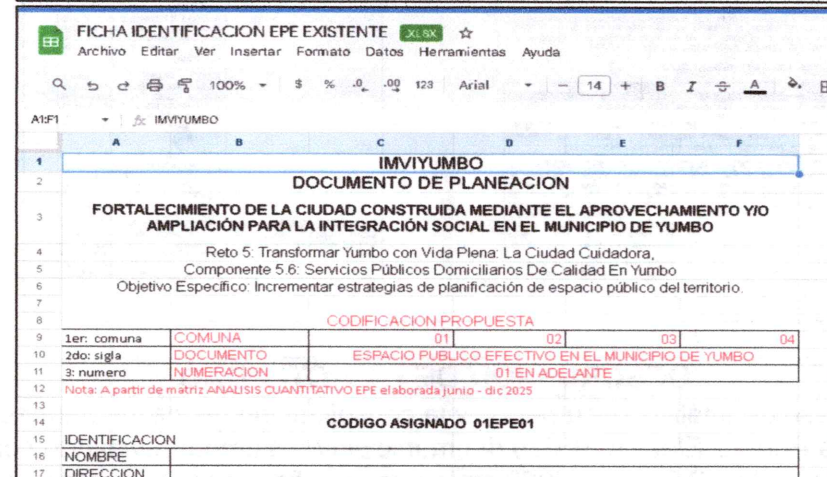 FICHA IDENTIFICACION EPE EXISTENTE .XLSX
Archivo Editar Ver Insertar Formato Datos Herramientas Ayuda
100% $ % .0 .00 123 Arial - 14 + B I A
A1:F1 fx IMVIYUMBO
A B C D E F
1 IMVIYUMBO
2 DOCUMENTO DE PLANEACION
3 FORTALECIMIENTO DE LA CIUDAD CONSTRUIDA MEDIANTE EL APROVECHAMIENTO Y/O
AMPLIACIÓN PARA LA INTEGRACIÓN SOCIAL EN EL MUNICIPIO DE YUMBO
4 Reto 5: Transformar Yumbo con Vida Plena: La Ciudad Cuidadora,
5 Componente 5.6: Servicios Públicos Domiciliarios De Calidad En Yumbo
6 Objetivo Específico: Incrementar estrategias de planificación de espacio público del territorio.
7
8 CODIFICACION PROPUESTA
9 1er: comuna COMUNA 01 02 03 04
10 2do: sigla DOCUMENTO ESPACIO PUBLICO EFECTIVO EN EL MUNICIPIO DE YUMBO
11 3: numero NUMERACION 01 EN ADELANTE
12 Nota: A partir de matriz ANALISIS CUANTITATIVO EPE elaborada junio - dic 2025
13
14 CODIGO ASIGNADO 01EPE01
15 IDENTIFICACION
16 NOMBRE
17 DIRECCION